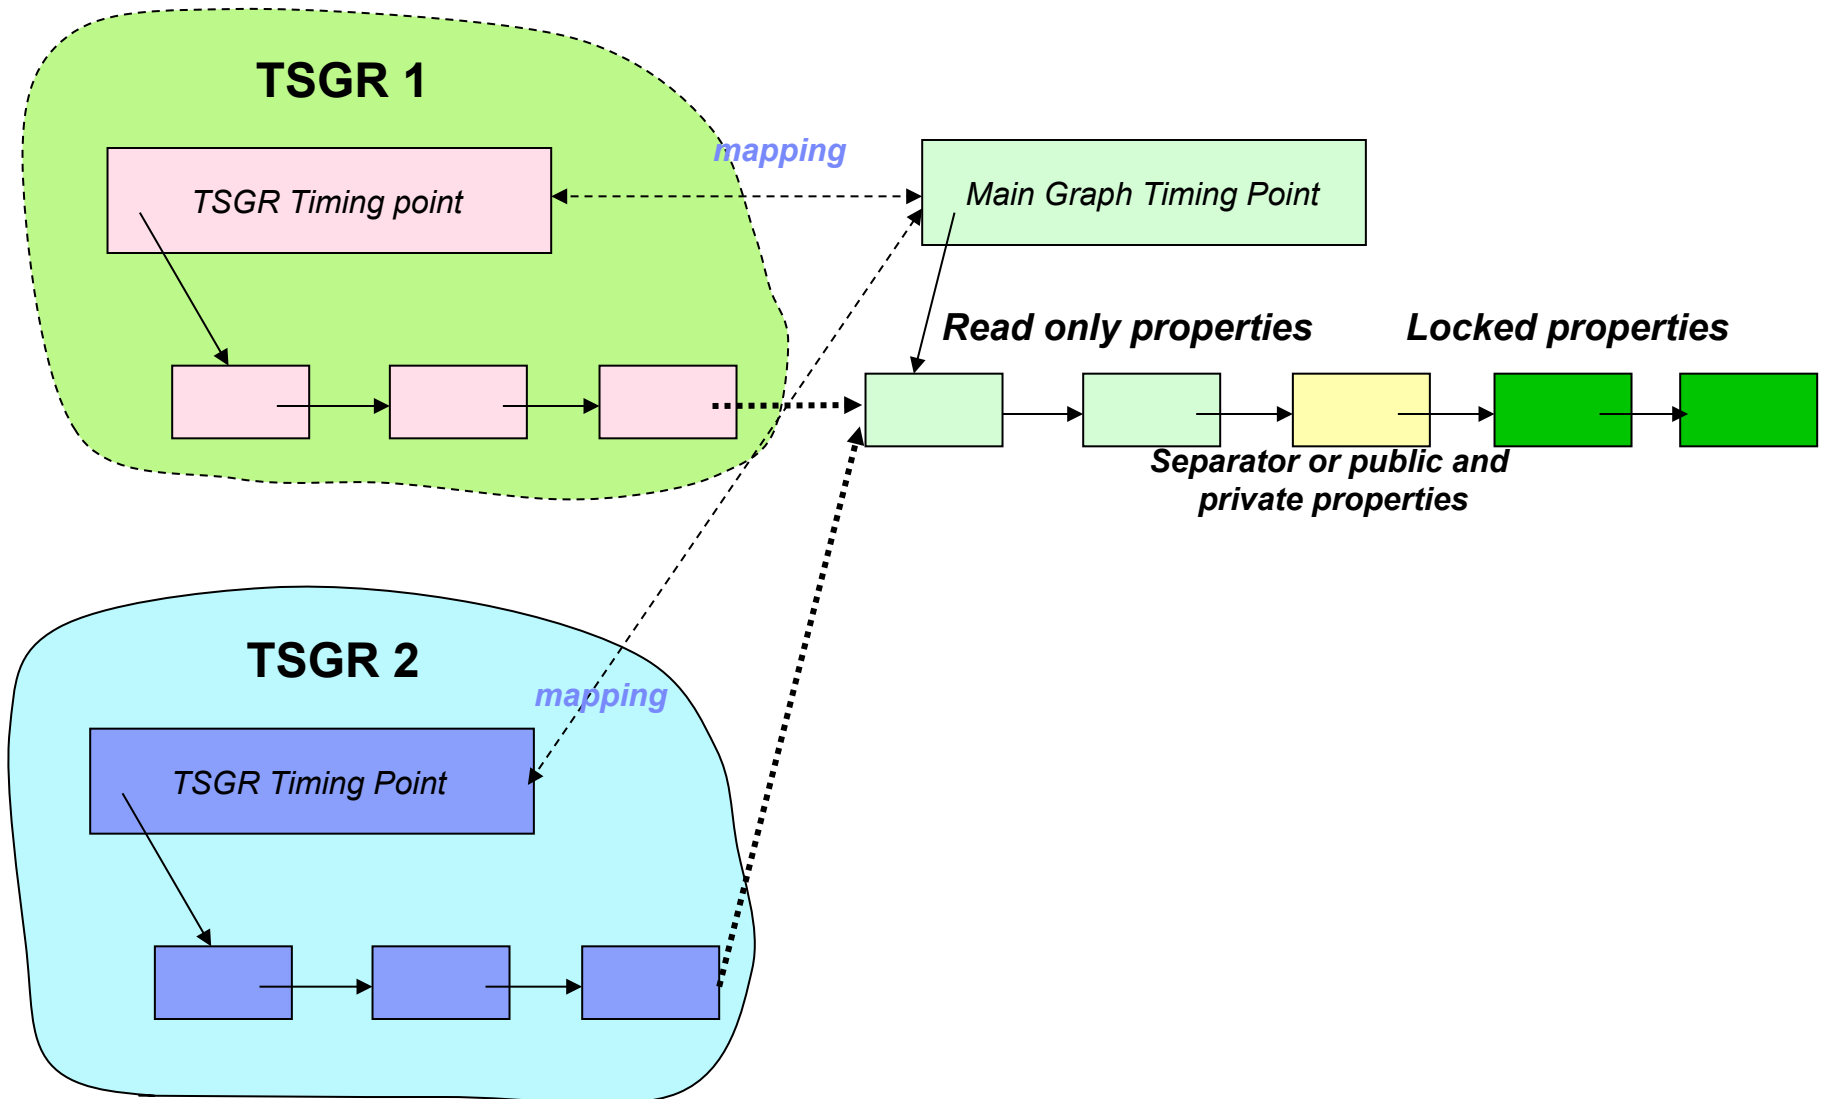 TSGR 1
mapping
TSGR Timing point
Main Graph Timing Point
Read only properties
Locked properties
Separator or public and
private properties
TSGR 2
mapping
TSGR Timing Point